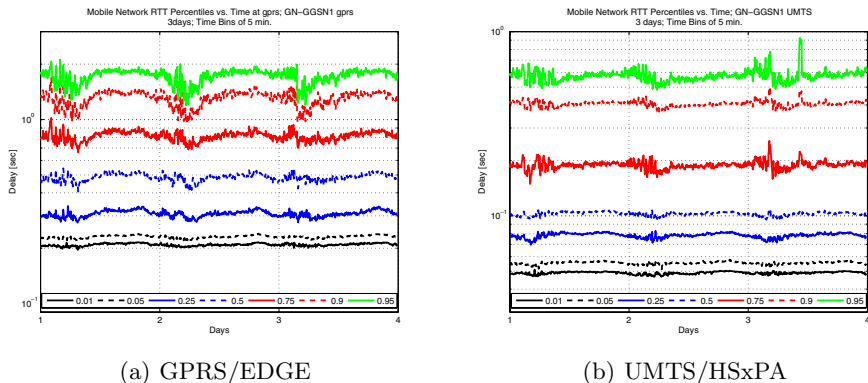 Mobile Network RTT Percentiles vs. Time at gprs; GN-GGSN1 gprs
3days; Time Bins of 5 min.
10^0
10^-1
Delay [sec]
0.01 0.05 0.25 0.5 0.75 0.9 0.95
1 2 3 4
Days
(a) GPRS/EDGE
Mobile Network RTT Percentiles vs. Time; GN-GGSN1 UMTS
3 days; Time Bins of 5 min.
10^0
10^-1
Delay [sec]
0.01 0.05 0.25 0.5 0.75 0.9 0.95
1 2 3 4
Days
(b) UMTS/HSxPA